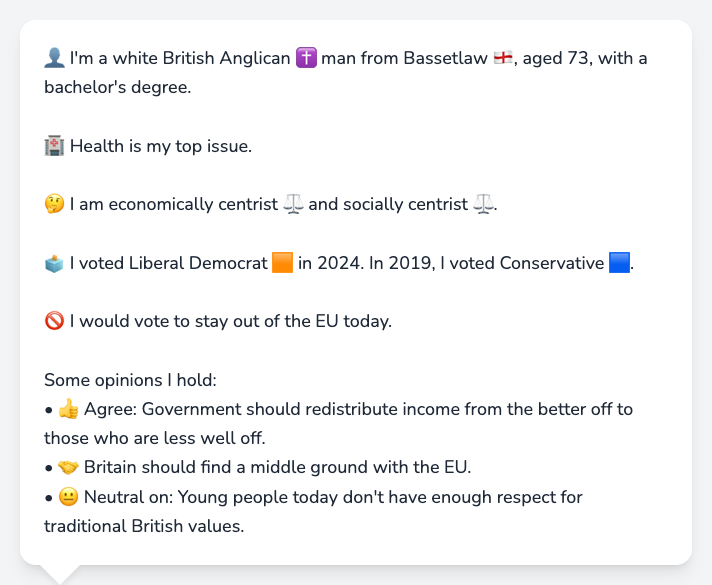 👤 I'm a white British Anglican ✝️ man from Bassetlaw 🏴󠁧󠁢󠁥󠁮󠁧󠁿, aged 73, with a
bachelor's degree.
🏥 Health is my top issue.
🤔 I am economically centrist ⚖️ and socially centrist ⚖️.
🗳️ I voted Liberal Democrat 🟧 in 2024. In 2019, I voted Conservative 🟦.
🚫 I would vote to stay out of the EU today.
Some opinions I hold:
• 👍 Agree: Government should redistribute income from the better off to
those who are less well off.
• 🤝 Britain should find a middle ground with the EU.
• 😐 Neutral on: Young people today don't have enough respect for
traditional British values.